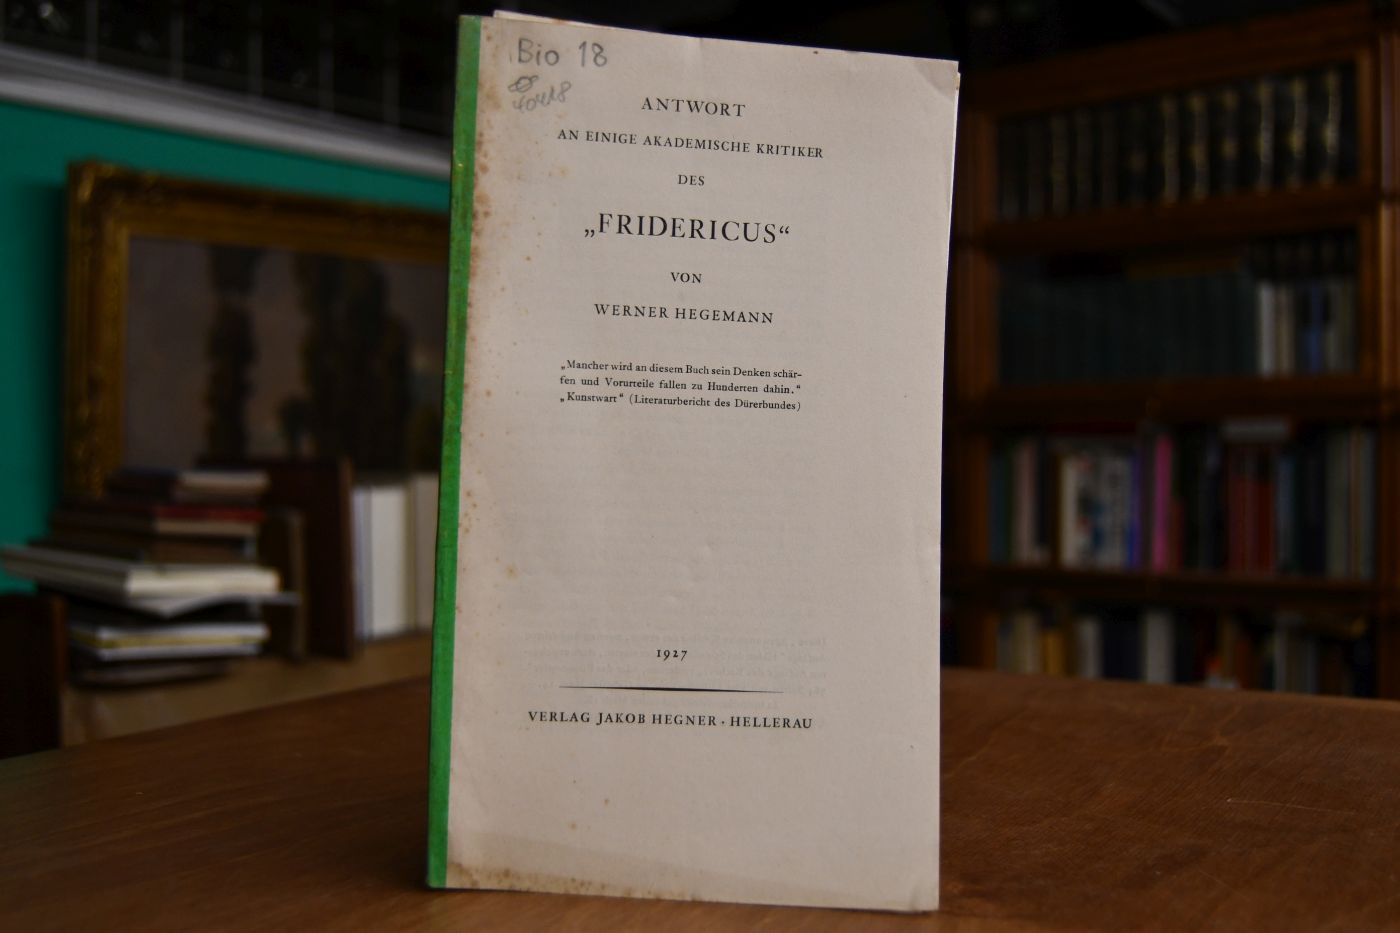 Bio 18
ANTWORT
AN EINIGE AKADEMISCHE KRITIKER
DES
„FRIDERICUS“
VON
WERNER HEGEMANN
„Mancher wird an diesem Buch sein Denken schär-
fen und Vorurteile fallen zu Hunderten dahin.“
„Kunstwart“ (Literaturbericht des Dürerbundes)
1927
VERLAG JAKOB HEGNER · HELLERAU